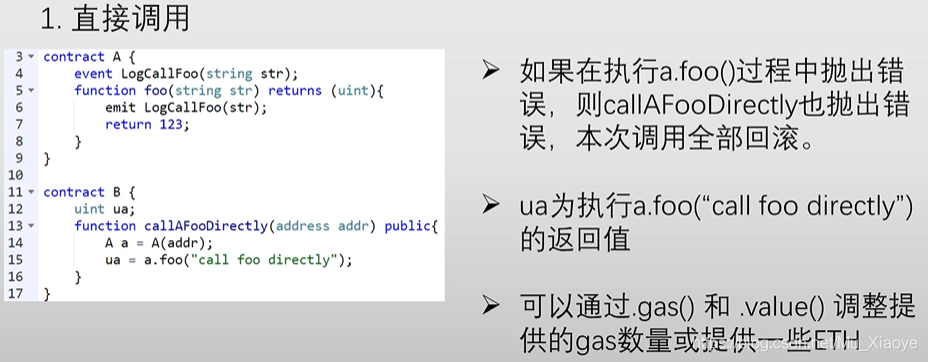 1. 直接调用
3 contract A {
4 event LogCallFoo(string str);
5 function foo(string str) returns (uint){
6 emit LogCallFoo(str);
7 return 123;
8 }
9 }
10
11 contract B {
12 uint ua;
13 function callAFooDirectly(address addr) public{
14 A a = A(addr);
15 ua = a.foo("call foo directly");
16 }
17 }
➢ 如果在执行a.foo()过程中抛出错
误，则callAFooDirectly也抛出错
误，本次调用全部回滚。
➢ ua为执行a.foo(“call foo directly”)
的返回值
➢ 可以通过.gas() 和 .value() 调整提
供的gas数量或提供一些ETH